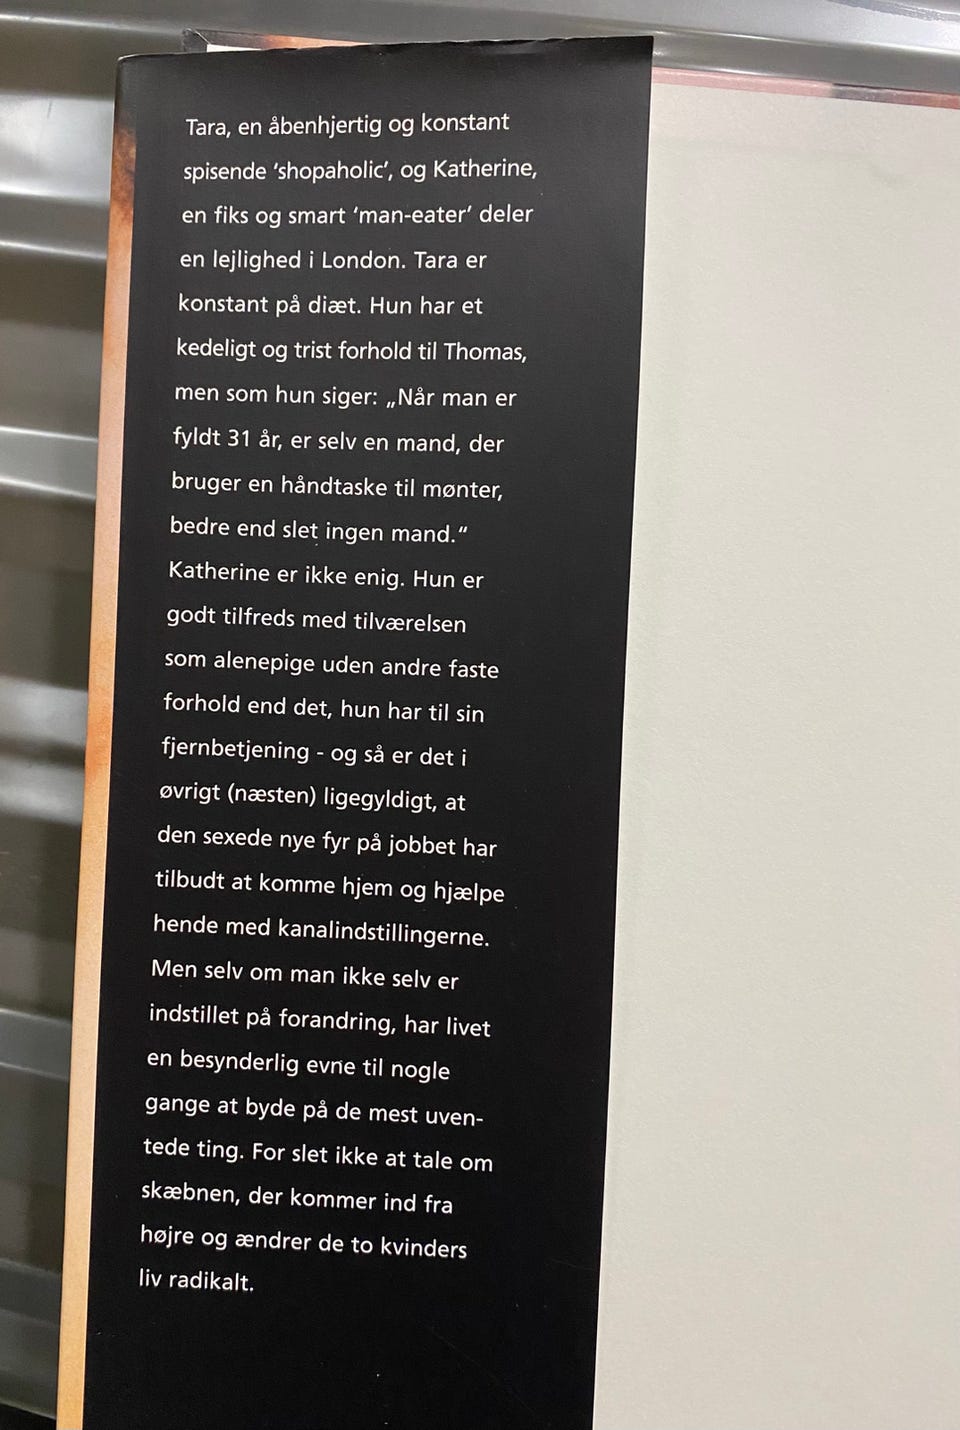 Tara, en åbenhjertig og konstant
spisende ‘shopaholic’, og Katherine,
en fiks og smart ‘man-eater’ deler
en lejlighed i London. Tara er
konstant på diæt. Hun har et
kedeligt og trist forhold til Thomas,
men som hun siger: „Når man er
fyldt 31 år, er selv en mand, der
bruger en håndtaske til mønter,
bedre end slet ingen mand.“
Katherine er ikke enig. Hun er
godt tilfreds med tilværelsen
som alenepige uden andre faste
forhold end det, hun har til sin
fjernbetjening - og så er det i
øvrigt (næsten) ligegyldigt, at
den sexede nye fyr på jobbet har
tilbudt at komme hjem og hjælpe
hende med kanalindstillingerne.
Men selv om man ikke selv er
indstillet på forandring, har livet
en besynderlig evne til nogle
gange at byde på de mest uven-
tede ting. For slet ikke at tale om
skæbnen, der kommer ind fra
højre og ændrer de to kvinders
liv radikalt.